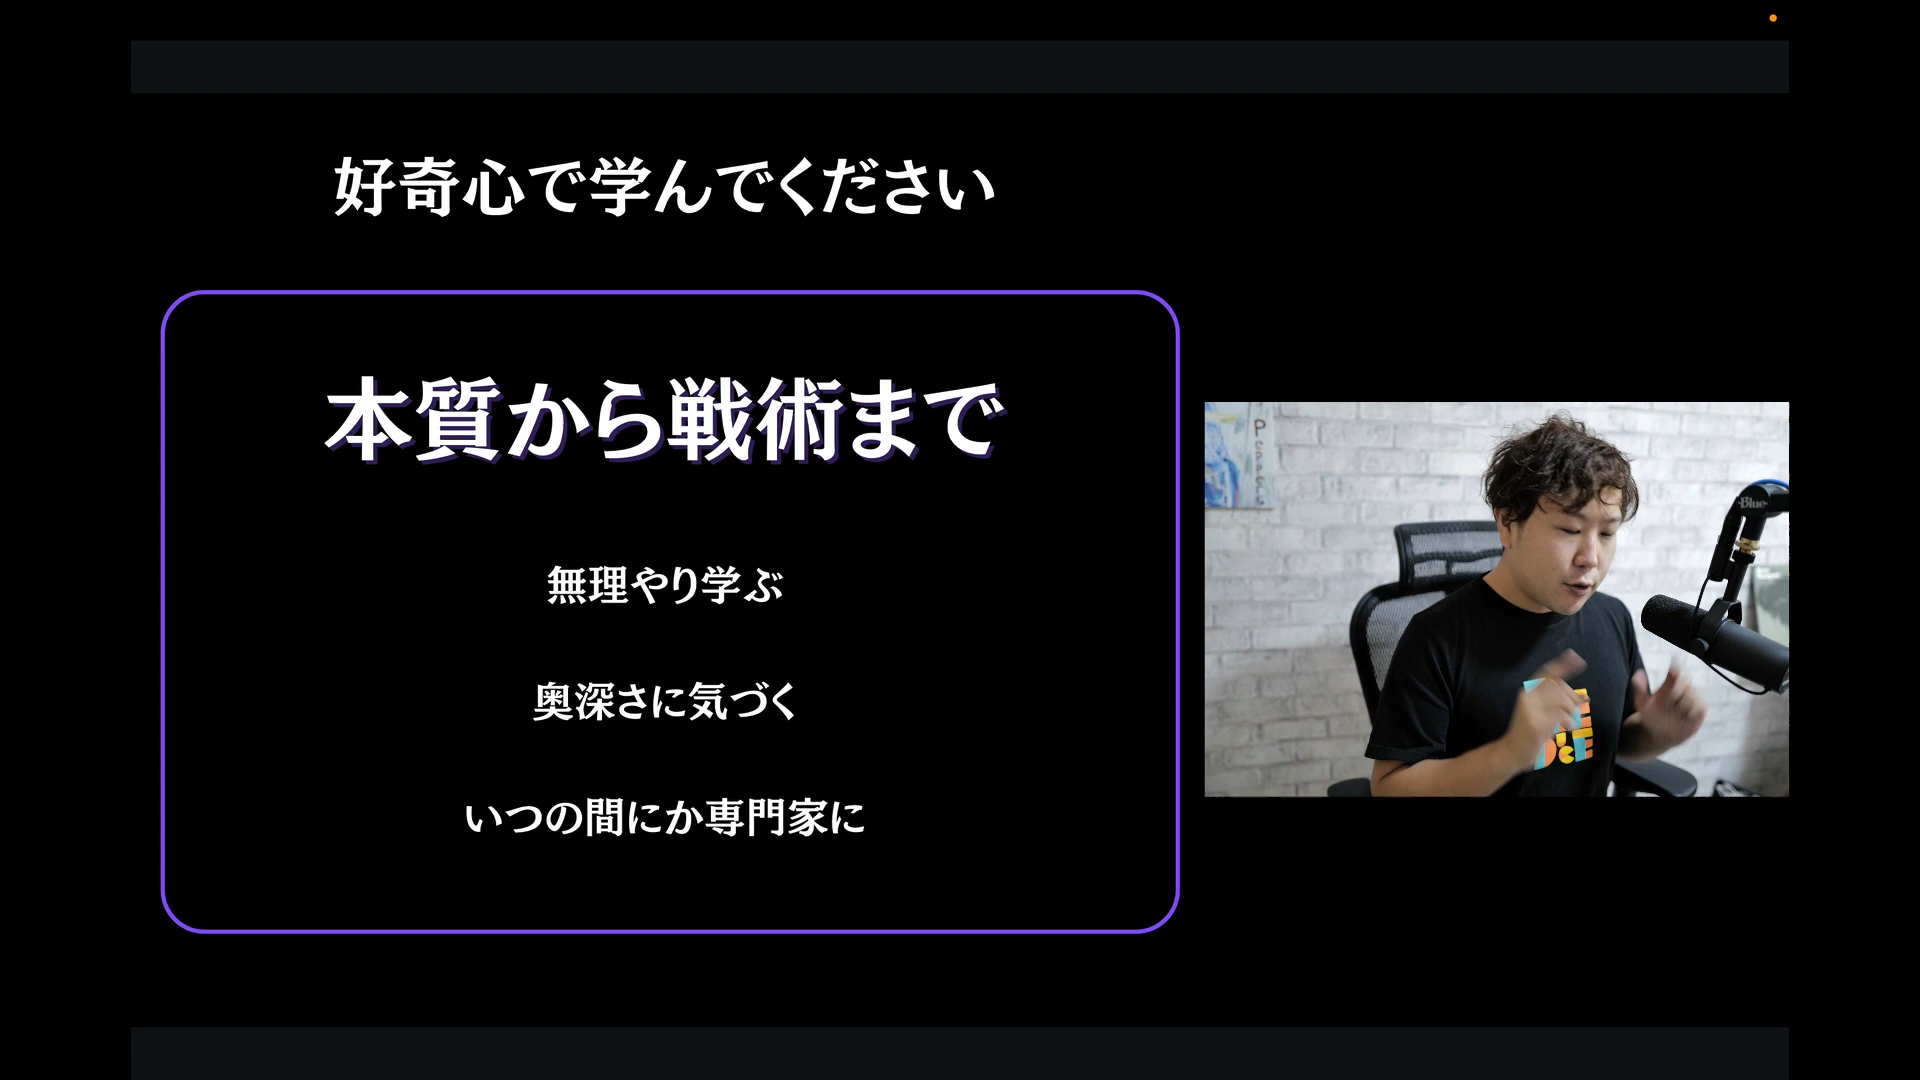 好奇心で学んでください
本質から戦術まで
無理やり学ぶ
奥深さに気づく
いつの間にか専門家に
Blue